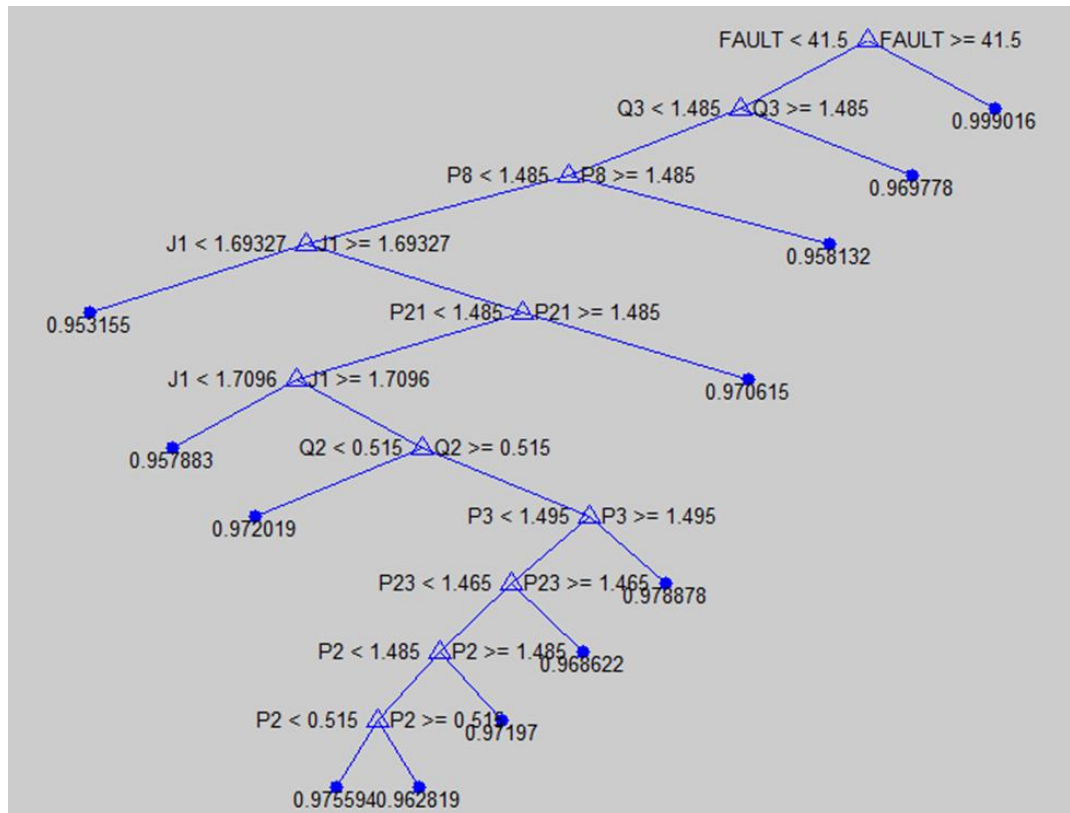 FAULT < 41.5 FAULT >= 41.5
Q3 < 1.485 Q3 >= 1.485
0.999016
P8 < 1.485 P8 >= 1.485
0.969778
J1 < 1.69327 J1 >= 1.69327
0.958132
P21 < 1.485 P21 >= 1.485
0.953155
J1 < 1.7096 J1 >= 1.7096
0.970615
Q2 < 0.515 Q2 >= 0.515
0.957883
P3 < 1.495 P3 >= 1.495
0.972019
P23 < 1.465 P23 >= 1.465
0.978878
P2 < 1.485 P2 >= 1.485
0.968622
P2 < 0.515 P2 >= 0.515
0.97197
0.975594 0.962819